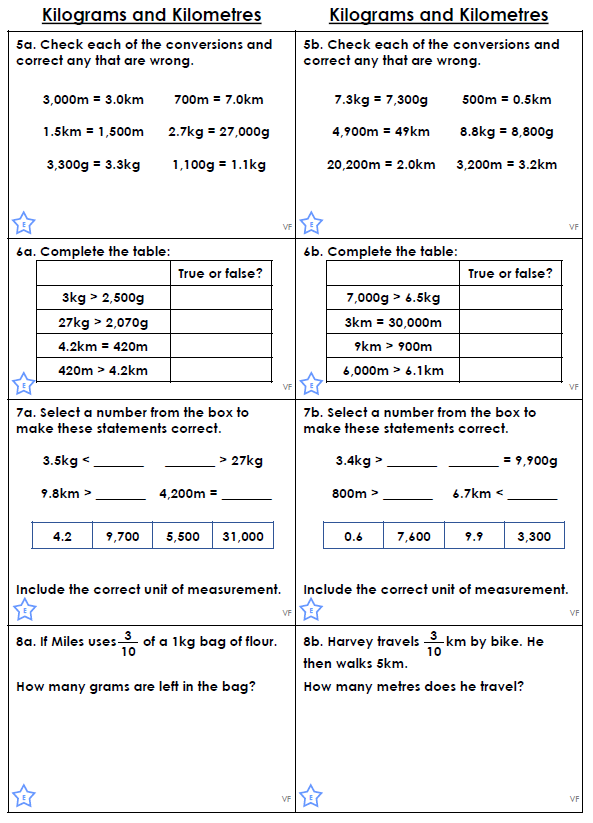 Kilograms and Kilometres
5a. Check each of the conversions and
correct any that are wrong.
3,000m = 3.0km 700m = 7.0km
1.5km = 1,500m 2.7kg = 27,000g
3,300g = 3.3kg 1,100g = 1.1kg
E
VF
6a. Complete the table:
True or false?
3kg > 2,500g
27kg > 2,070g
4.2km = 420m
420m > 4.2km
E
VF
7a. Select a number from the box to
make these statements correct.
3.5kg < _______ _______ > 27kg
9.8km > _______ 4,200m = _______
4.2 9,700 5,500 31,000
Include the correct unit of measurement.
E
VF
8a. If Miles uses 3/10 of a 1kg bag of flour.
How many grams are left in the bag?
E
VF
Kilograms and Kilometres
5b. Check each of the conversions and
correct any that are wrong.
7.3kg = 7,300g 500m = 0.5km
4,900m = 49km 8.8kg = 8,800g
20,200m = 2.0km 3,200m = 3.2km
E
VF
6b. Complete the table:
True or false?
7,000g > 6.5kg
3km = 30,000m
9km > 900m
6,000m > 6.1km
E
VF
7b. Select a number from the box to
make these statements correct.
3.4kg > _______ _______ = 9,900g
800m > _______ 6.7km < _______
0.6 7,600 9.9 3,300
Include the correct unit of measurement.
E
VF
8b. Harvey travels 3/10 km by bike. He
then walks 5km.
How many metres does he travel?
E
VF